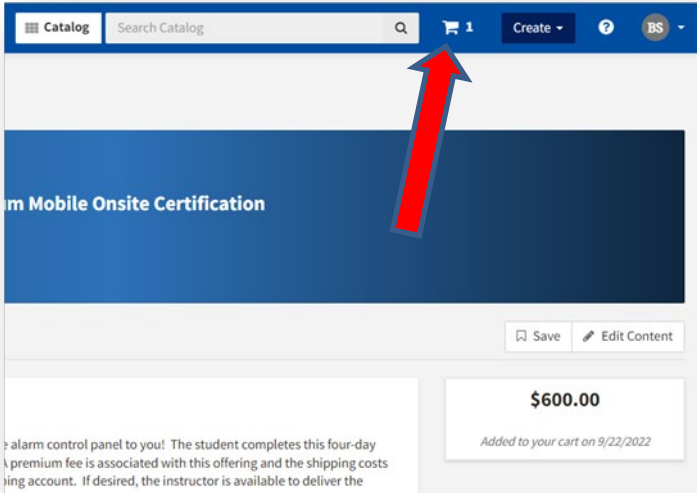 Catalog Search Catalog 1 Create ? BS
m Mobile Onsite Certification
Save Edit Content
$600.00
Added to your cart on 9/22/2022
e alarm control panel to you! The student completes this four-day
A premium fee is associated with this offering and the shipping costs
ping account. If desired, the instructor is available to deliver the